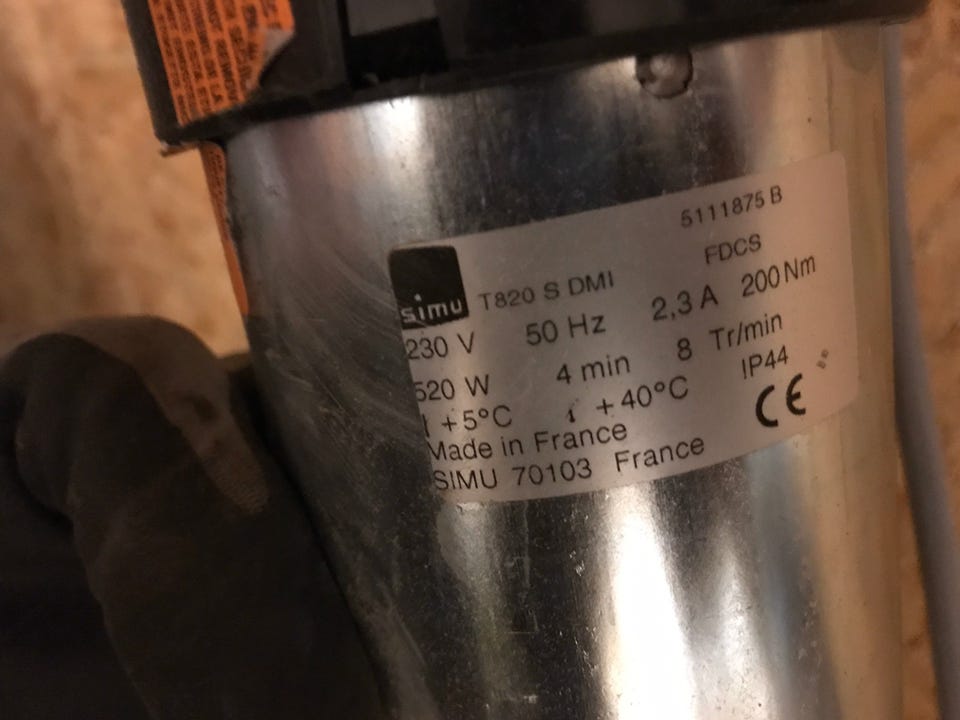 5111875 B
simu T820 S DMI FDCS
230 V 50 Hz 2,3 A 200 Nm
520 W 4 min 8 Tr/min
+5°C +40°C IP44
Made in France CE
SIMU 70103 France